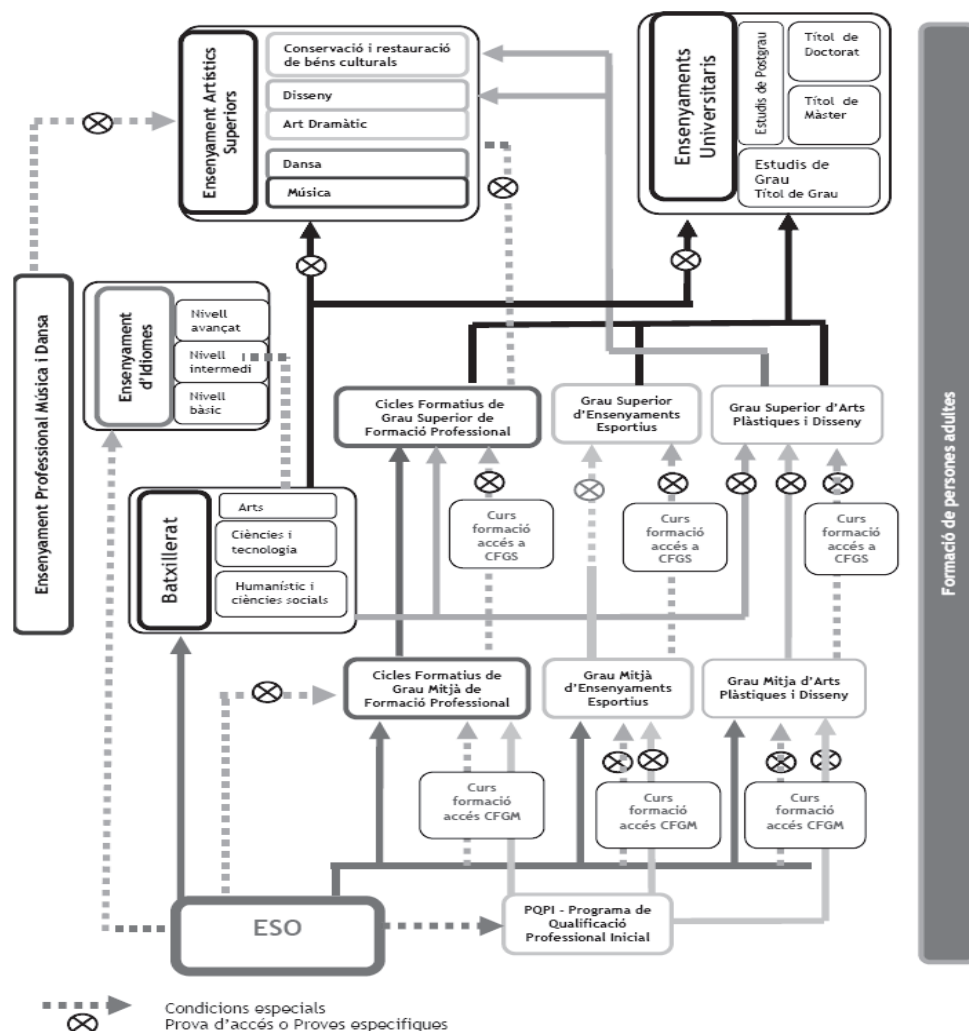 Ensenyament Artístics
Superiors
Conservació i restauració
de béns culturals
Disseny
Art Dramàtic
Dansa
Música
Ensenyaments
Universitaris
Estudis de Postgrau
Títol de
Doctorat
Títol de
Màster
Estudis de
Grau
Títol de Grau
Formació de persones adultes
Ensenyament Professional Música i Dansa
Ensenyament
d'Idiomes
Nivell
avançat
Nivell
intermedi
Nivell
bàsic
Cicles Formatius de
Grau Superior de
Formació Professional
Grau Superior
d'Ensenyaments
Esportius
Grau Superior d'Arts
Plàstiques i Disseny
Batxillerat
Arts
Ciències i
tecnologia
Humanístic i
ciències socials
Curs
formació
accés a
CFGS
Curs
formació
accés a
CFGS
Curs
formació
accés a
CFGS
Cicles Formatius de
Grau Mitjà de
Formació Professional
Grau Mitjà
d'Ensenyaments
Esportius
Grau Mitja d'Arts
Plàstiques i Disseny
Curs
formació
accés CFGM
Curs
formació
accés CFGM
Curs
formació
accés CFGM
ESO
PQPI - Programa de
Qualificació
Professional Inicial
Condicions especials
Prova d'accés o Proves especifiques